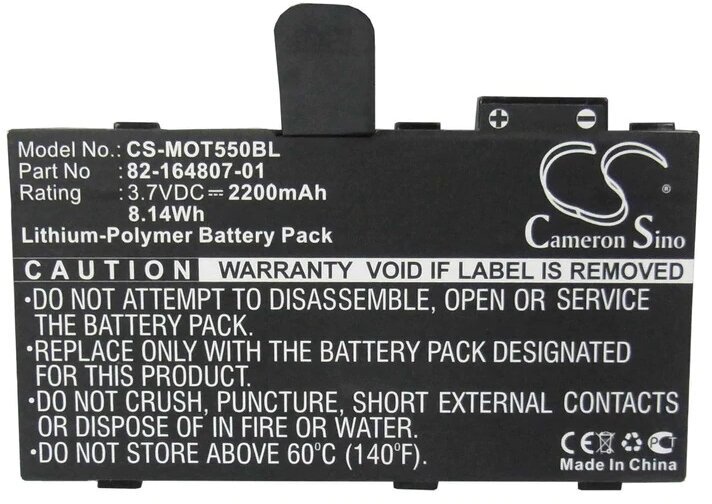 + −
Model No.: CS-MOT550BL
Part No : 82-164807-01
Rating : 3.7VDC⎓2200mAh
8.14Wh
Lithium-Polymer Battery Pack
CS
Cameron Sino
CAUTION WARRANTY VOID IF LABEL IS REMOVED
•DO NOT ATTEMPT TO DISASSEMBLE, OPEN OR SERVICE
THE BATTERY PACK.
•REPLACE ONLY WITH THE BATTERY PACK DESIGNATED
FOR THIS PRODUCT.
•DO NOT CRUSH, PUNCTURE, SHORT EXTERNAL CONTACTS
OR DISPOSE OF IN FIRE OR WATER.
•DO NOT STORE ABOVE 60°C (140°F).
CE PCT
Made In China